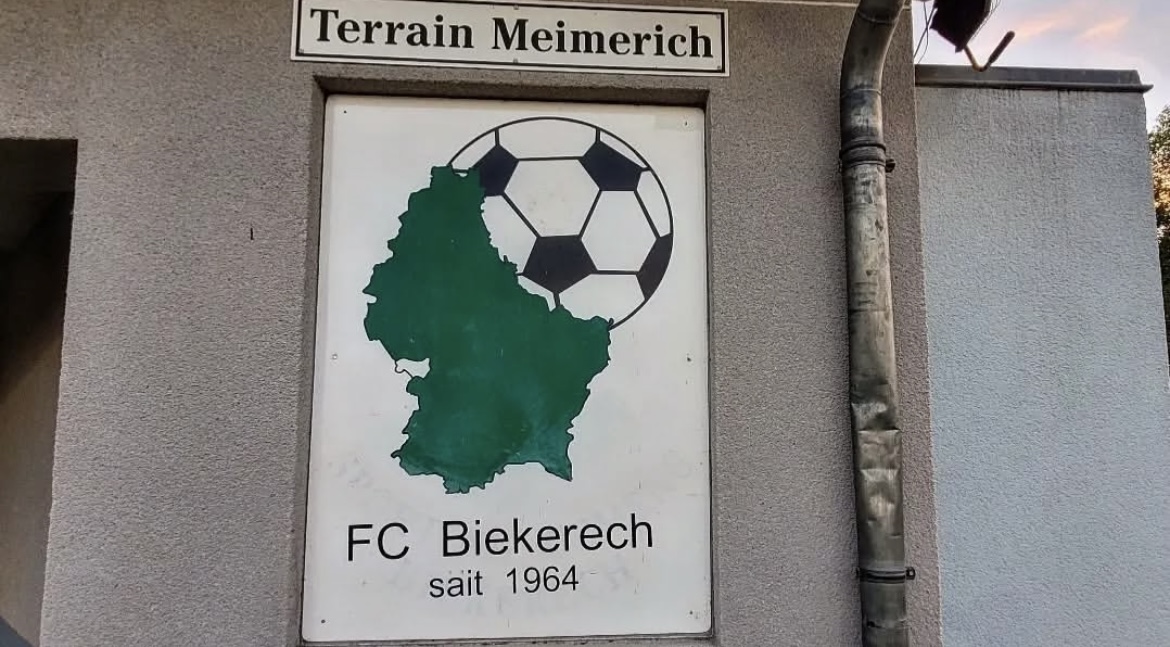 Terrain Meimerich
FC Biekerech
sait 1964